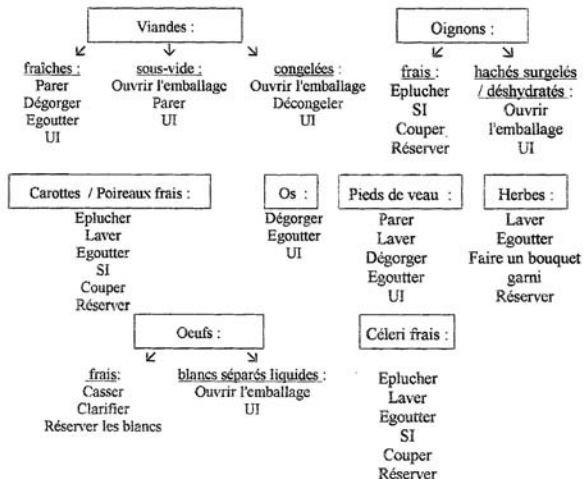 Viandes :
fraîches :
Parer
Dégorger
Egoutter
UI
sous-vide :
Ouvrir l'emballage
Parer
UI
congelées :
Ouvrir l'emballage
Décongeler
UI
Oignons :
frais :
Eplucher
SI
Couper
Réserver
hachés surgelés
/ déshydratés :
Ouvrir
l'emballage
UI
Carottes / Poireaux frais :
Eplucher
Laver
Egoutter
SI
Couper
Réserver
Os :
Dégorger
Egoutter
UI
Pieds de veau :
Parer
Laver
Dégorger
Egoutter
UI
Herbes :
Laver
Egoutter
Faire un bouquet
garni
Réserver
Oeufs :
frais:
Casser
Clarifier
Réserver les blancs
blancs séparés liquides :
Ouvrir l'emballage
UI
Céleri frais :
Eplucher
Laver
Egoutter
SI
Couper
Réserver